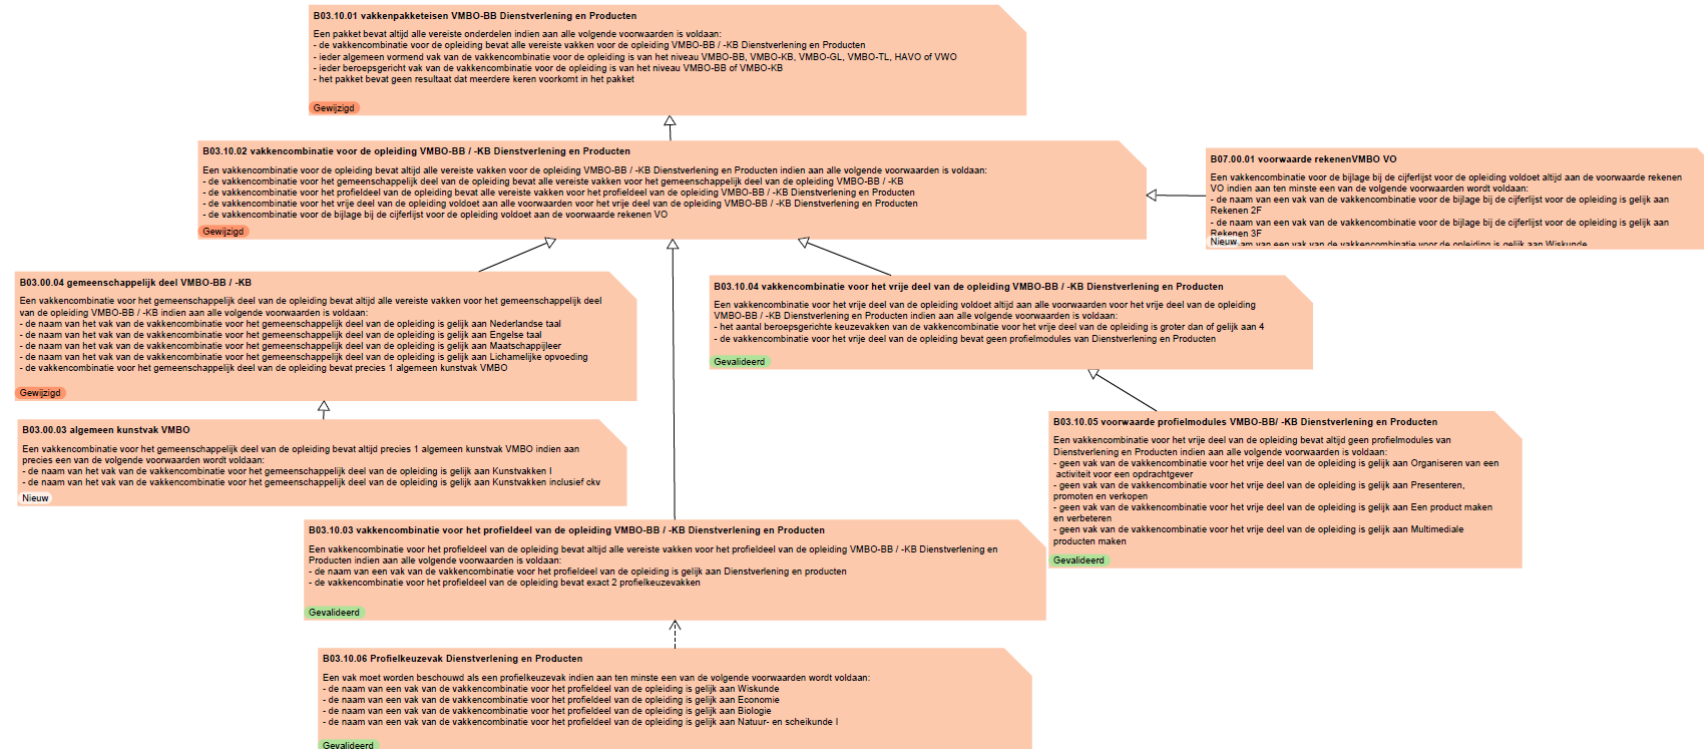 B03.10.01 vakkenpakketeisen VMBO-BB Dienstverlening en Producten
Een pakket bevat altijd alle vereiste onderdelen indien aan alle volgende voorwaarden is voldaan:
- de vakkencombinatie voor de opleiding bevat alle vereiste vakken voor de opleiding VMBO-BB / -KB Dienstverlening en Producten
- ieder algemeen vormend vak van de vakkencombinatie voor de opleiding is van het niveau VMBO-BB, VMBO-KB, VMBO-GL, VMBO-TL, HAVO of VWO
- ieder beroepsgericht vak van de vakkencombinatie voor de opleiding is van het niveau VMBO-BB of VMBO-KB
- het pakket bevat geen resultaat dat meerdere keren voorkomt in het pakket
Gewijzigd
B03.10.02 vakkencombinatie voor de opleiding VMBO-BB / -KB Dienstverlening en Producten
Een vakkencombinatie voor de opleiding bevat altijd alle vereiste vakken voor de opleiding VMBO-BB / -KB Dienstverlening en Producten indien aan alle volgende voorwaarden is voldaan:
- de vakkencombinatie voor het gemeenschappelijk deel van de opleiding bevat alle vereiste vakken voor het gemeenschappelijk deel van de opleiding VMBO-BB / -KB
- de vakkencombinatie voor het profieldeel van de opleiding bevat alle vereiste vakken voor het profieldeel van de opleiding VMBO-BB / -KB Dienstverlening en Producten
- de vakkencombinatie voor het vrije deel van de opleiding voldoet aan alle voorwaarden voor het vrije deel van de opleiding VMBO-BB / -KB Dienstverlening en Producten
- de vakkencombinatie voor de bijlage bij de cijferlijst voor de opleiding voldoet aan de voorwaarde rekenen VO
Gewijzigd
B07.00.01 voorwaarde rekenenVMBO VO
Een vakkencombinatie voor de bijlage bij de cijferlijst voor de opleiding voldoet altijd aan de voorwaarde rekenen
VO indien aan ten minste een van de volgende voorwaarden wordt voldaan:
- de naam van een vak van de vakkencombinatie voor de bijlage bij de cijferlijst voor de opleiding is gelijk aan
Rekenen 2F
- de naam van een vak van de vakkencombinatie voor de bijlage bij de cijferlijst voor de opleiding is gelijk aan
Rekenen 3F
Nieuw
naam van een vak van de vakkencombinatie voor de opleiding is gelijk aan Wiskunde
B03.00.04 gemeenschappelijk deel VMBO-BB / -KB
Een vakkencombinatie voor het gemeenschappelijk deel van de opleiding bevat altijd alle vereiste vakken voor het gemeenschappelijk deel
van de opleiding VMBO-BB / -KB indien aan alle volgende voorwaarden is voldaan:
- de naam van het vak van de vakkencombinatie voor het gemeenschappelijk deel van de opleiding is gelijk aan Nederlandse taal
- de naam van het vak van de vakkencombinatie voor het gemeenschappelijk deel van de opleiding is gelijk aan Engelse taal
- de naam van het vak van de vakkencombinatie voor het gemeenschappelijk deel van de opleiding is gelijk aan Maatschappijleer
- de naam van het vak van de vakkencombinatie voor het gemeenschappelijk deel van de opleiding is gelijk aan Lichamelijke opvoeding
- de vakkencombinatie voor het gemeenschappelijk deel van de opleiding bevat precies 1 algemeen kunstvak VMBO
Gewijzigd
B03.10.04 vakkencombinatie voor het vrije deel van de opleiding VMBO-BB / -KB Dienstverlening en Producten
Een vakkencombinatie voor het vrije deel van de opleiding voldoet altijd aan alle voorwaarden voor het vrije deel van de opleiding
VMBO-BB / -KB Dienstverlening en Producten indien aan alle volgende voorwaarden is voldaan:
- het aantal beroepsgerichte keuzevakken van de vakkencombinatie voor het vrije deel van de opleiding is groter dan of gelijk aan 4
- de vakkencombinatie voor het vrije deel van de opleiding bevat geen profielmodules van Dienstverlening en Producten
Gevalideerd
B03.00.03 algemeen kunstvak VMBO
Een vakkencombinatie voor het gemeenschappelijk deel van de opleiding bevat altijd precies 1 algemeen kunstvak VMBO indien aan
precies een van de volgende voorwaarden wordt voldaan:
- de naam van het vak van de vakkencombinatie voor het gemeenschappelijk deel van de opleiding is gelijk aan Kunstvakken I
- de naam van het vak van de vakkencombinatie voor het gemeenschappelijk deel van de opleiding is gelijk aan Kunstvakken inclusief ckv
Nieuw
B03.10.05 voorwaarde profielmodules VMBO-BB/ -KB Dienstverlening en Producten
Een vakkencombinatie voor het vrije deel van de opleiding bevat altijd geen profielmodules van
Dienstverlening en Producten indien aan alle volgende voorwaarden is voldaan:
- geen vak van de vakkencombinatie voor het vrije deel van de opleiding is gelijk aan Organiseren van een
activiteit voor een opdrachtgever
- geen vak van de vakkencombinatie voor het vrije deel van de opleiding is gelijk aan Presenteren,
promoten en verkopen
- geen vak van de vakkencombinatie voor het vrije deel van de opleiding is gelijk aan Een product maken
en verbeteren
- geen vak van de vakkencombinatie voor het vrije deel van de opleiding is gelijk aan Multimediale
producten maken
Gevalideerd
B03.10.03 vakkencombinatie voor het profieldeel van de opleiding VMBO-BB / -KB Dienstverlening en Producten
Een vakkencombinatie voor het profieldeel van de opleiding bevat altijd alle vereiste vakken voor het profieldeel van de opleiding VMBO-BB / -KB Dienstverlening en
Producten indien aan alle volgende voorwaarden is voldaan:
- de naam van een vak van de vakkencombinatie voor het profieldeel van de opleiding is gelijk aan Dienstverlening en producten
- de vakkencombinatie voor het profieldeel van de opleiding bevat exact 2 profielkeuzevakken
Gevalideerd
B03.10.06 Profielkeuzevak Dienstverlening en Producten
Een vak moet worden beschouwd als een profielkeuzevak indien aan ten minste een van de volgende voorwaarden wordt voldaan:
- de naam van een vak van de vakkencombinatie voor het profieldeel van de opleiding is gelijk aan Wiskunde
- de naam van een vak van de vakkencombinatie voor het profieldeel van de opleiding is gelijk aan Economie
- de naam van een vak van de vakkencombinatie voor het profieldeel van de opleiding is gelijk aan Biologie
- de naam van een vak van de vakkencombinatie voor het profieldeel van de opleiding is gelijk aan Natuur- en scheikunde I
Gevalideerd